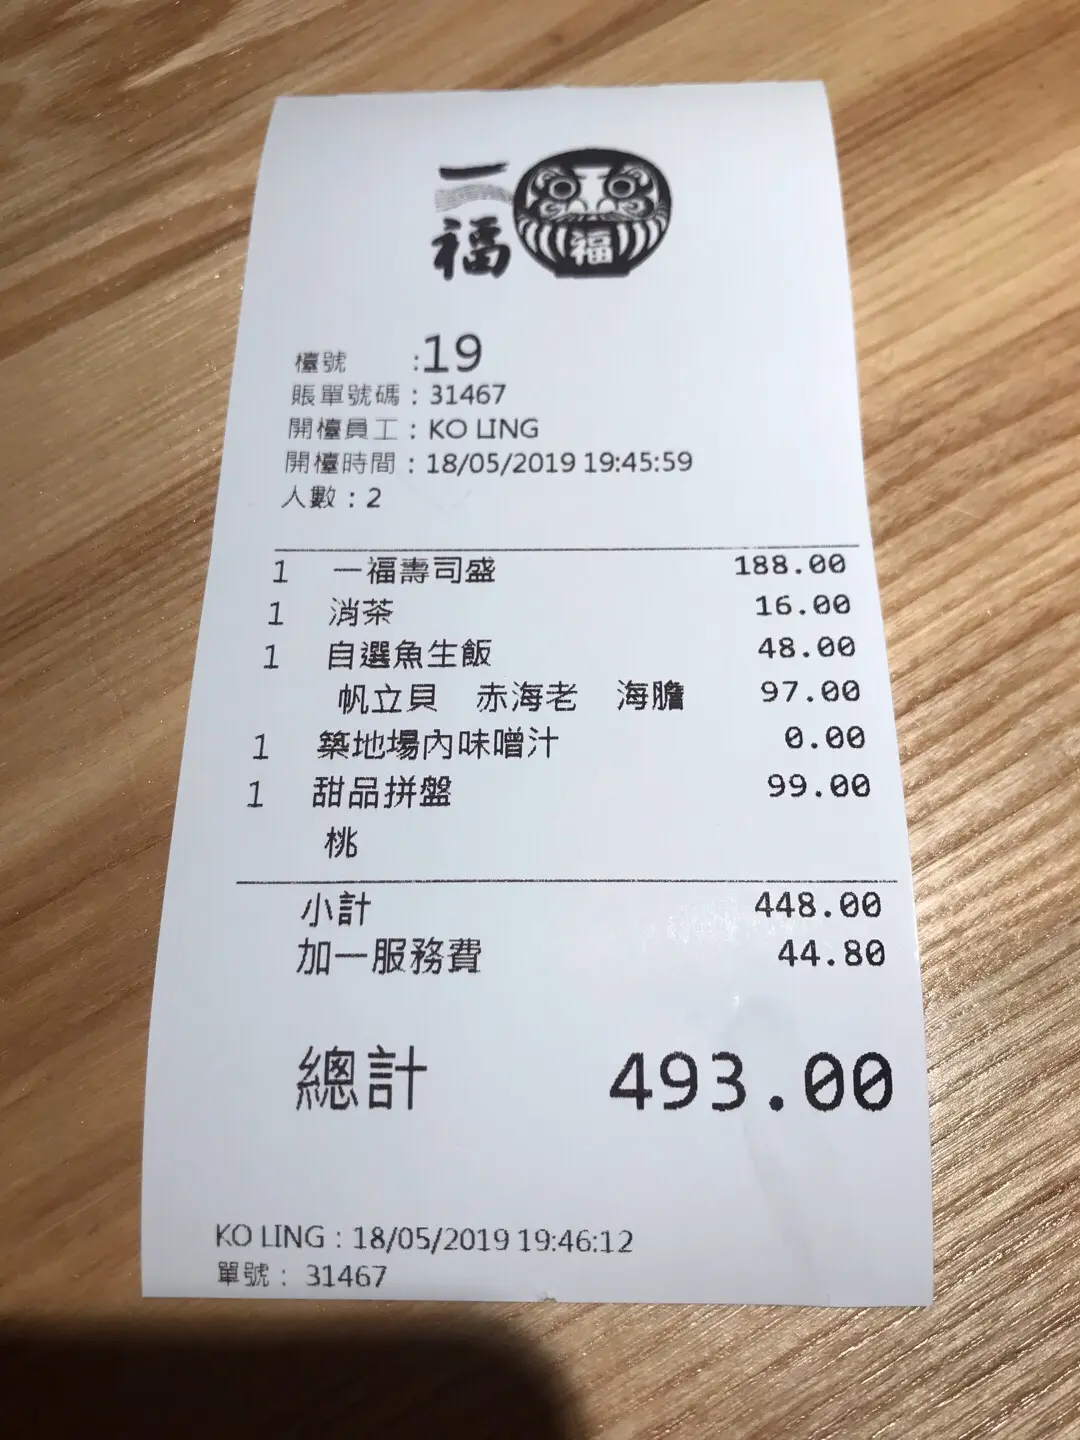 一福
福
檯號 :19
賬單號碼 : 31467
開檯員工 : KO LING
開檯時間 : 18/05/2019 19:45:59
人數 : 2
1 一福壽司盛 188.00
1 消茶 16.00
1 自選魚生飯 48.00
帆立貝 赤海老 海膽 97.00
1 築地場內味噌汁 0.00
1 甜品拼盤 99.00
桃
小計 448.00
加一服務費 44.80
總計 493.00
KO LING : 18/05/2019 19:46:12
單號 : 31467